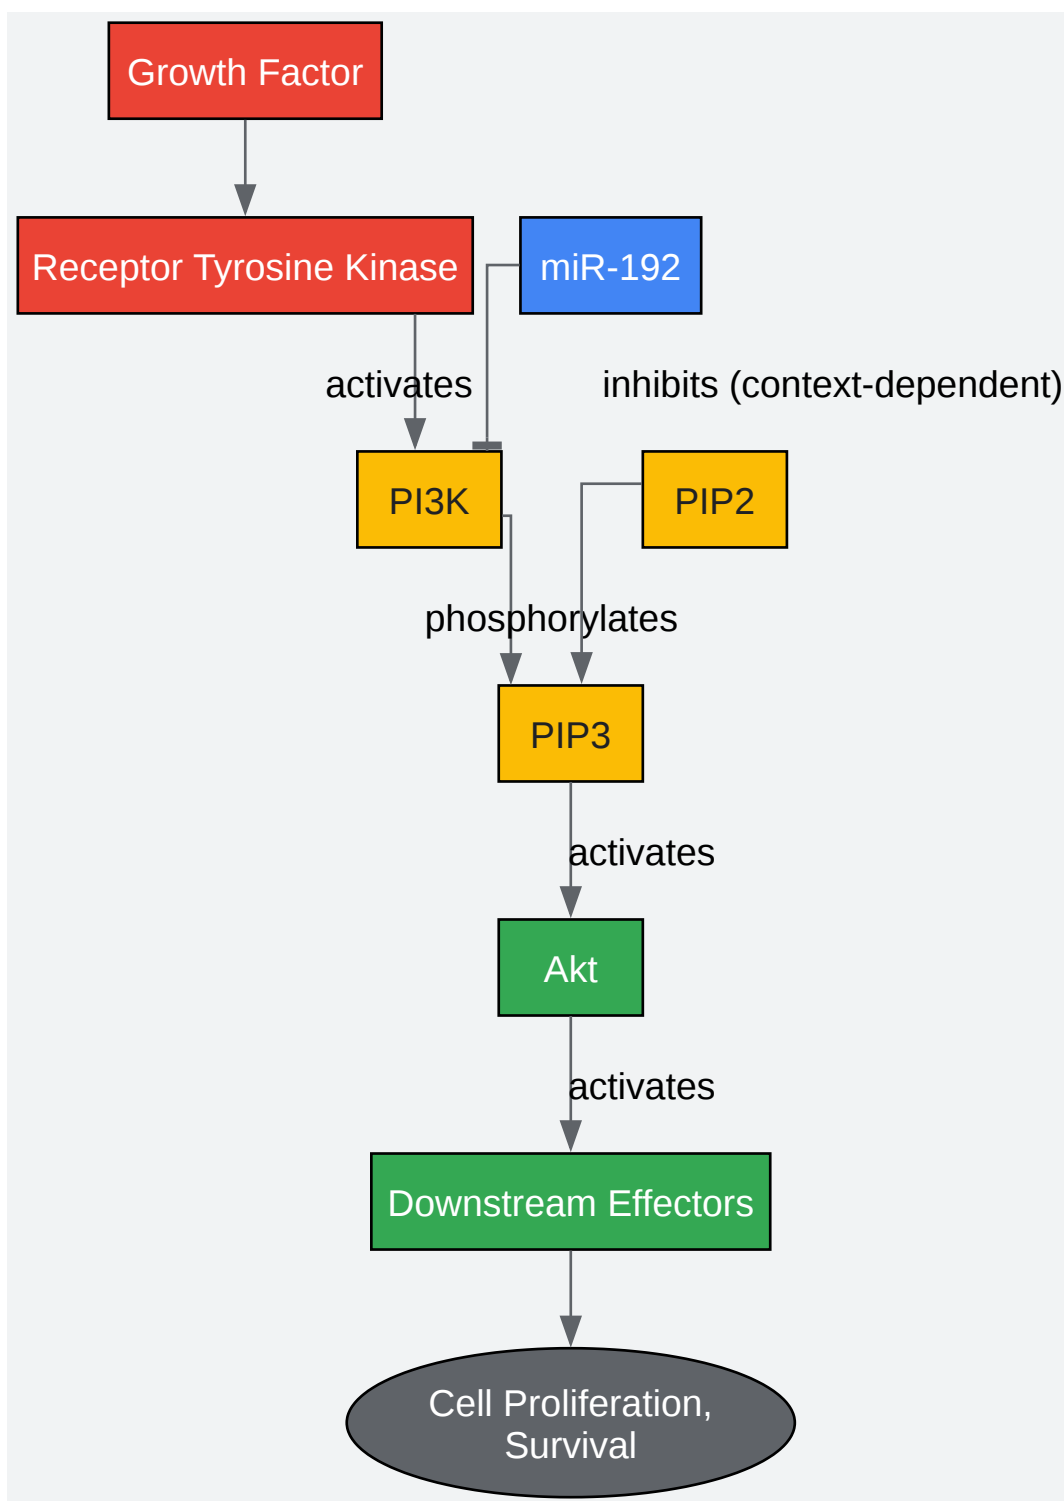 Growth Factor
Receptor Tyrosine Kinase
miR-192
activates
inhibits (context-dependent)
PI3K
PIP2
phosphorylates
PIP3
activates
Akt
activates
Downstream Effectors
Cell Proliferation,
Survival